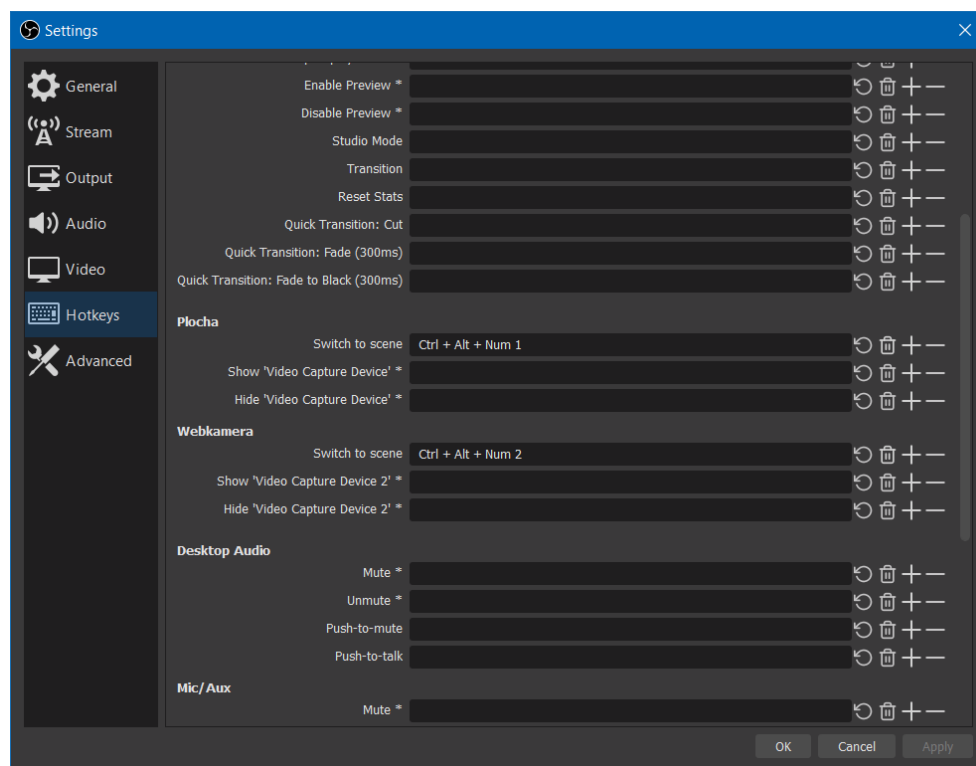 Settings
General
Stream
Output
Audio
Video
Hotkeys
Advanced
Enable Preview *
Disable Preview *
Studio Mode
Transition
Reset Stats
Quick Transition: Cut
Quick Transition: Fade (300ms)
Quick Transition: Fade to Black (300ms)
Plocha
Switch to scene Ctrl + Alt + Num 1
Show 'Video Capture Device' *
Hide 'Video Capture Device' *
Webkamera
Switch to scene Ctrl + Alt + Num 2
Show 'Video Capture Device 2' *
Hide 'Video Capture Device 2' *
Desktop Audio
Mute *
Unmute *
Push-to-mute
Push-to-talk
Mic/Aux
Mute *
OK Cancel Apply